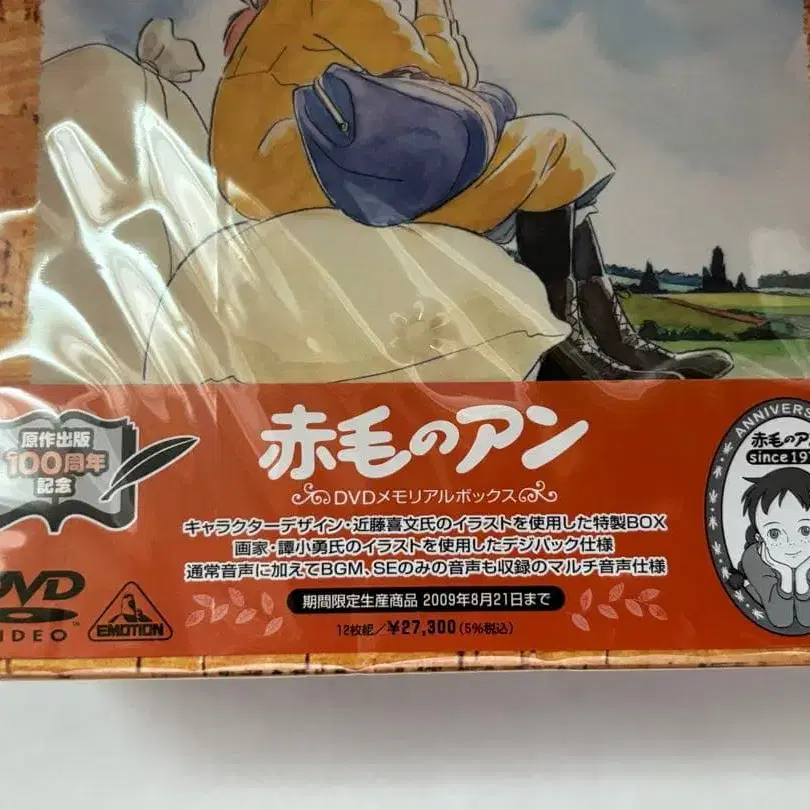 原作出版
100周年
記念
赤毛のアン
DVDメモリアルボックス
キャラクターデザイン・近藤喜文氏のイラストを使用した特製BOX
画家・譚小勇氏のイラストを使用したデジパック仕様
通常音声に加えてBGM、SEのみの音声も収録のマルチ音声仕様
期間限定生産商品 2009年8月21日まで
12枚組/¥27,300(5%税込)
DVD
VIDEO
EMOTION
ANNIVERS
赤毛のア
since 19